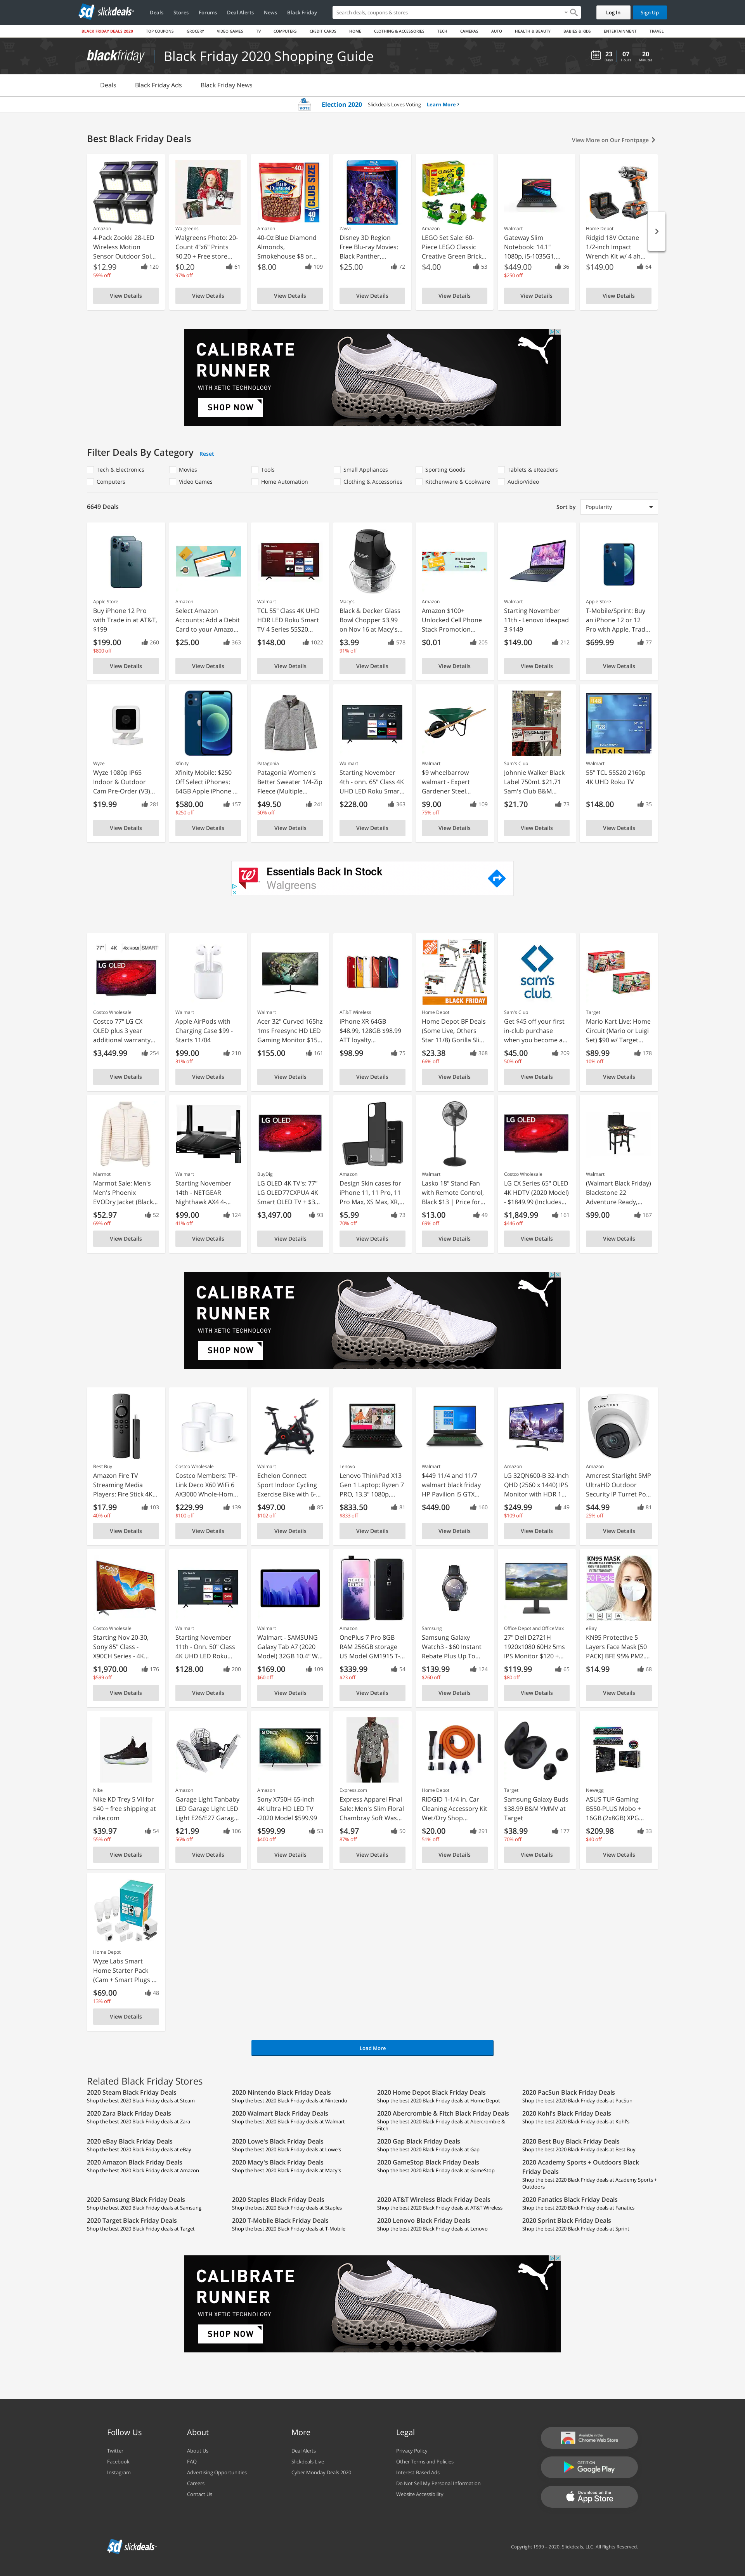 slickdeals
Deals Stores Forums Deal Alerts News Black Friday
Search deals, coupons & stores
Log In Sign Up
BLACK FRIDAY DEALS 2020 TOP COUPONS GROCERY VIDEO GAMES TV COMPUTERS CREDIT CARDS HOME CLOTHING & ACCESSORIES TECH CAMERAS AUTO HEALTH & BEAUTY BABIES & KIDS ENTERTAINMENT TRAVEL
blackfriday Black Friday 2020 Shopping Guide
23 Days 07 Hours 20 Minutes
Deals Black Friday Ads Black Friday News
VOTE Election 2020 Slickdeals Loves Voting Learn More
Best Black Friday Deals
View More on Our Frontpage
Amazon
4-Pack Zookki 28-LED Wireless Motion Sensor Outdoor Sol...
$12.99 120
59% off
View Details
Walgreens
Walgreens Photo: 20-Count 4"x6" Prints $0.20 + Free store...
$0.20 61
97% off
View Details
Amazon
40-Oz Blue Diamond Almonds, Smokehouse $8 or...
$8.00 109
View Details
Zavvi
Disney 3D Region Free Blu-ray Movies: Black Panther,...
$25.00 72
View Details
Amazon
LEGO Set Sale: 60-Piece LEGO Classic Creative Green Brick...
$4.00 53
View Details
Walmart
Gateway Slim Notebook: 14.1" 1080p, i5-1035G1,...
$449.00 36
$250 off
View Details
Home Depot
Ridgid 18V Octane 1/2-inch Impact Wrench Kit w/ 4 ah...
$149.00 64
View Details
CALIBRATE
RUNNER
WITH XETIC TECHNOLOGY
SHOP NOW
Filter Deals By Category Reset
Tech & Electronics Movies Tools Small Appliances Sporting Goods Tablets & eReaders
Computers Video Games Home Automation Clothing & Accessories Kitchenware & Cookware Audio/Video
6649 Deals
Sort by Popularity
Apple Store
Buy iPhone 12 Pro with Trade in at AT&T, $199
$199.00 260
$800 off
View Details
Amazon
Select Amazon Accounts: Add a Debit Card to your Amazo...
$25.00 363
View Details
Walmart
TCL 55" Class 4K UHD HDR LED Roku Smart TV 4 Series 55S20...
$148.00 1022
View Details
Macy's
Black & Decker Glass Bowl Chopper $3.99 on Nov 16 at Macy's...
$3.99 578
91% off
View Details
Amazon
Amazon $100+ Unlocked Cell Phone Stack Promotion...
$0.01 205
View Details
Walmart
Starting November 11th - Lenovo Ideapad 3 $149
$149.00 212
View Details
Apple Store
T-Mobile/Sprint: Buy an iPhone 12 or 12 Pro with Apple, Trad...
$699.99 77
View Details
Wyze
Wyze 1080p IP65 Indoor & Outdoor Cam Pre-Order (V3)...
$19.99 281
View Details
Xfinity
Xfinity Mobile: $250 Off Select iPhones: 64GB Apple iPhone ...
$580.00 157
$250 off
View Details
Patagonia
Patagonia Women's Better Sweater 1/4-Zip Fleece (Multiple...
$49.50 241
50% off
View Details
Walmart
Starting November 4th - onn. 65" Class 4K UHD LED Roku Smar...
$228.00 363
View Details
Walmart
$9 wheelbarrow walmart - Expert Gardener Steel...
$9.00 109
75% off
View Details
Sam's Club
Johnnie Walker Black Label 750mL $21.71 Sam's Club B&M...
$21.70 73
View Details
Walmart
55" TCL 55S20 2160p 4K UHD Roku TV
$148.00 35
View Details
Essentials Back In Stock
Walgreens
77" 4K 4x HDMI SMART
LG OLED
Costco Wholesale
Costco 77" LG CX OLED plus 3 year additional warranty...
$3,449.99 254
View Details
Walmart
Apple AirPods with Charging Case $99 - Starts 11/04
$99.00 210
31% off
View Details
Walmart
Acer 32" Curved 165hz 1ms Freesync HD LED Gaming Monitor $15...
$155.00 161
View Details
AT&T Wireless
iPhone XR 64GB $48.99, 128GB $98.99 ATT loyalty...
$98.99 75
View Details
BLACK FRIDAY
Home Depot
Home Depot BF Deals (Some Live, Others Star 11/8) Gorilla Sli...
$23.38 368
66% off
View Details
sam's club
Sam's Club
Get $45 off your first in-club purchase when you become a...
$45.00 209
50% off
View Details
Target
Mario Kart Live: Home Circuit (Mario or Luigi Set) $90 w/ Target...
$89.99 178
10% off
View Details
Marmot
Marmot Sale: Men's Men's Phoenix EVODry Jacket (Black...
$52.97 52
69% off
View Details
Walmart
Starting November 14th - NETGEAR Nighthawk AX4 4-...
$99.00 124
41% off
View Details
LG OLED
BuyDig
LG OLED 4K TV's: 77" LG OLED77CXPUA 4K Smart OLED TV + $3...
$3,497.00 93
View Details
Amazon
Design Skin cases for iPhone 11, 11 Pro, 11 Pro Max, XS Max, XR,...
$5.99 73
70% off
View Details
Walmart
Lasko 18" Stand Fan with Remote Control, Black $13 | Price for...
$13.00 49
69% off
View Details
LG OLED
Costco Wholesale
LG CX Series 65" OLED 4K HDTV (2020 Model) - $1849.99 (Includes...
$1,849.99 161
$446 off
View Details
Walmart
(Walmart Black Friday) Blackstone 22 Adventure Ready,...
$99.00 167
View Details
CALIBRATE
RUNNER
WITH XETIC TECHNOLOGY
SHOP NOW
Best Buy
Amazon Fire TV Streaming Media Players: Fire Stick 4K...
$17.99 103
40% off
View Details
Costco Wholesale
Costco Members: TP-Link Deco X60 WiFi 6 AX3000 Whole-Hom...
$229.99 139
$100 off
View Details
Walmart
Echelon Connect Sport Indoor Cycling Exercise Bike with 6-...
$497.00 95
$102 off
View Details
Lenovo
Lenovo ThinkPad X13 Gen 1 Laptop: Ryzen 7 PRO, 13.3" 1080p,...
$833.50 81
$833 off
View Details
Walmart
$449 11/4 and 11/7 walmart black friday HP Pavilion i5 GTX...
$449.00 160
View Details
Amazon
LG 32QN600-B 32-Inch QHD (2560 x 1440) IPS Monitor with HDR 1...
$249.99 49
$109 off
View Details
Amazon
Amcrest Starlight 5MP UltraHD Outdoor Security IP Turret Po...
$44.99 81
25% off
View Details
Sony
Starting Nov 20-30, Sony 85" Class - X90CH Series - 4K...
$1,970.00 176
$599 off
View Details
Walmart
Starting November 11th - Onn. 50" Class 4K UHD LED Roku...
$128.00 200
View Details
Walmart
Walmart - SAMSUNG Galaxy Tab A7 (2020 Model) 32GB 10.4" W...
$169.00 109
$60 off
View Details
Amazon
OnePlus 7 Pro 8GB RAM 256GB storage US Model GM1915 T-...
$339.99 54
$23 off
View Details
Samsung
Samsung Galaxy Watch3 - $60 Instant Rebate Plus Up To...
$139.99 124
$260 off
View Details
Office Depot and OfficeMax
27" Dell D2721H 1920x1080 60Hz 5ms IPS Monitor $120 +...
$119.99 65
$80 off
View Details
KN95 MASK
eBay
KN95 Protective 5 Layers Face Mask [50 PACK] BFE 95% PM2....
$14.99 68
View Details
Nike
Nike KD Trey 5 VII for $40 + free shipping at nike.com
$39.97 54
55% off
View Details
Amazon
Garage Light Tanbaby LED Garage Light LED Light E26/E27 Garag...
$21.99 106
56% off
View Details
Amazon
Sony X750H 65-inch 4K Ultra HD LED TV -2020 Model $599.99
$599.99 53
$400 off
View Details
Express.com
Express Apparel Final Sale: Men's Slim Floral Chambray Soft Was...
$4.97 50
87% off
View Details
Home Depot
RIDGID 1-1/4 in. Car Cleaning Accessory Kit Wet/Dry Shop...
$20.00 291
51% off
View Details
Target
Samsung Galaxy Buds $38.99 B&M YMMV at Target
$38.99 177
70% off
View Details
Newegg
ASUS TUF Gaming B550-PLUS Mobo + 16GB (2x8GB) XPG...
$209.98 33
$40 off
View Details
Home Depot
Wyze Labs Smart Home Starter Pack (Cam + Smart Plugs ...
$69.00 48
13% off
View Details
Load More
Related Black Friday Stores
2020 Steam Black Friday Deals
Shop the best 2020 Black Friday deals at Steam
2020 Nintendo Black Friday Deals
Shop the best 2020 Black Friday deals at Nintendo
2020 Home Depot Black Friday Deals
Shop the best 2020 Black Friday deals at Home Depot
2020 PacSun Black Friday Deals
Shop the best 2020 Black Friday deals at PacSun
2020 Zara Black Friday Deals
Shop the best 2020 Black Friday deals at Zara
2020 Walmart Black Friday Deals
Shop the best 2020 Black Friday deals at Walmart
2020 Abercrombie & Fitch Black Friday Deals
Shop the best 2020 Black Friday deals at Abercrombie & Fitch
2020 Kohl's Black Friday Deals
Shop the best 2020 Black Friday deals at Kohl's
2020 eBay Black Friday Deals
Shop the best 2020 Black Friday deals at eBay
2020 Lowe's Black Friday Deals
Shop the best 2020 Black Friday deals at Lowe's
2020 Gap Black Friday Deals
Shop the best 2020 Black Friday deals at Gap
2020 Best Buy Black Friday Deals
Shop the best 2020 Black Friday deals at Best Buy
2020 Amazon Black Friday Deals
Shop the best 2020 Black Friday deals at Amazon
2020 Macy's Black Friday Deals
Shop the best 2020 Black Friday deals at Macy's
2020 GameStop Black Friday Deals
Shop the best 2020 Black Friday deals at GameStop
2020 Academy Sports + Outdoors Black Friday Deals
Shop the best 2020 Black Friday deals at Academy Sports + Outdoors
2020 Samsung Black Friday Deals
Shop the best 2020 Black Friday deals at Samsung
2020 Staples Black Friday Deals
Shop the best 2020 Black Friday deals at Staples
2020 AT&T Wireless Black Friday Deals
Shop the best 2020 Black Friday deals at AT&T Wireless
2020 Fanatics Black Friday Deals
Shop the best 2020 Black Friday deals at Fanatics
2020 Target Black Friday Deals
Shop the best 2020 Black Friday deals at Target
2020 T-Mobile Black Friday Deals
Shop the best 2020 Black Friday deals at T-Mobile
2020 Lenovo Black Friday Deals
Shop the best 2020 Black Friday deals at Lenovo
2020 Sprint Black Friday Deals
Shop the best 2020 Black Friday deals at Sprint
CALIBRATE
RUNNER
WITH XETIC TECHNOLOGY
SHOP NOW
Follow Us
Twitter
Facebook
Instagram
About
About Us
FAQ
Advertising Opportunities
Careers
Contact Us
More
Deal Alerts
Slickdeals Live
Cyber Monday Deals 2020
Legal
Privacy Policy
Other Terms and Policies
Interest-Based Ads
Do Not Sell My Personal Information
Website Accessibility
Available in the Chrome Web Store
GET IT ON Google Play
Download on the App Store
slickdeals
Copyright 1999 - 2020. Slickdeals, LLC. All Rights Reserved.